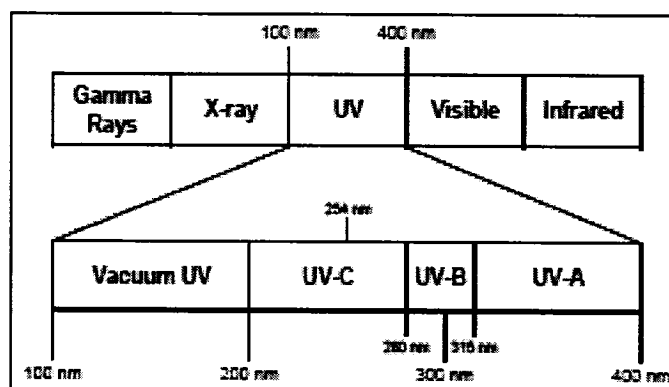 100 nm 400 nm
Gamma Rays X-ray UV Visible Infrared
254 nm
Vacuum UV UV-C UV-B UV-A
280 nm 315 nm
100 nm 200 nm 300 nm 400 nm